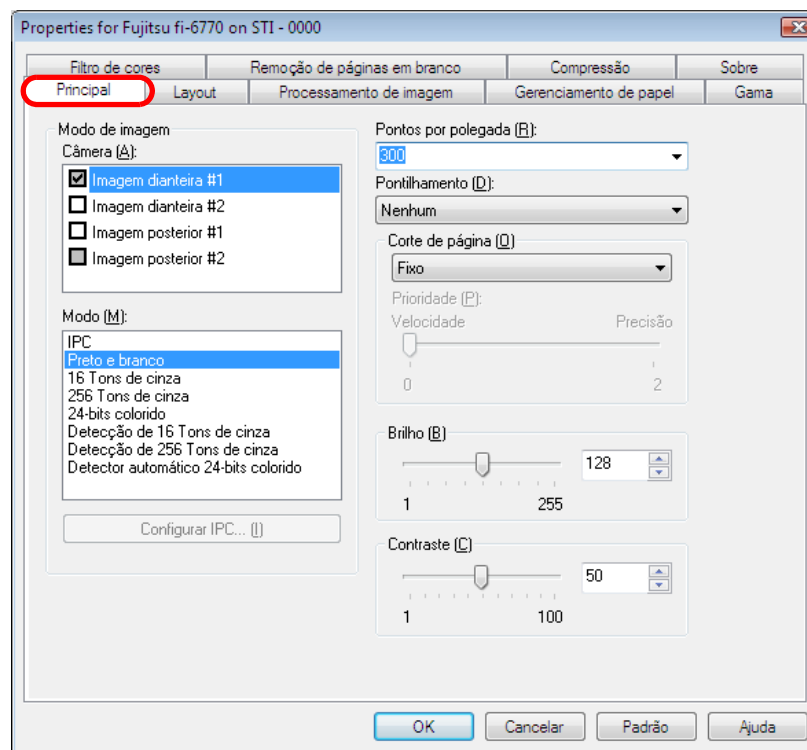 Properties for Fujitsu fi-6770 on STI - 0000
Filtro de cores Remoção de páginas em branco Compressão Sobre
Principal Layout Processamento de imagem Gerenciamento de papel Gama
Modo de imagem
Câmera (A):
Imagem dianteira #1
Imagem dianteira #2
Imagem posterior #1
Imagem posterior #2
Modo (M):
IPC
Preto e branco
16 Tons de cinza
256 Tons de cinza
24-bits colorido
Detecção de 16 Tons de cinza
Detecção de 256 Tons de cinza
Detector automático 24-bits colorido
Configurar IPC... (I)
Pontos por polegada (R):
300
Pontilhamento (D):
Nenhum
Corte de página (O)
Fixo
Prioridade (P):
Velocidade Precisão
0 2
Brilho (B)
128
1 255
Contraste (C)
50
1 100
OK Cancelar Padrão Ajuda